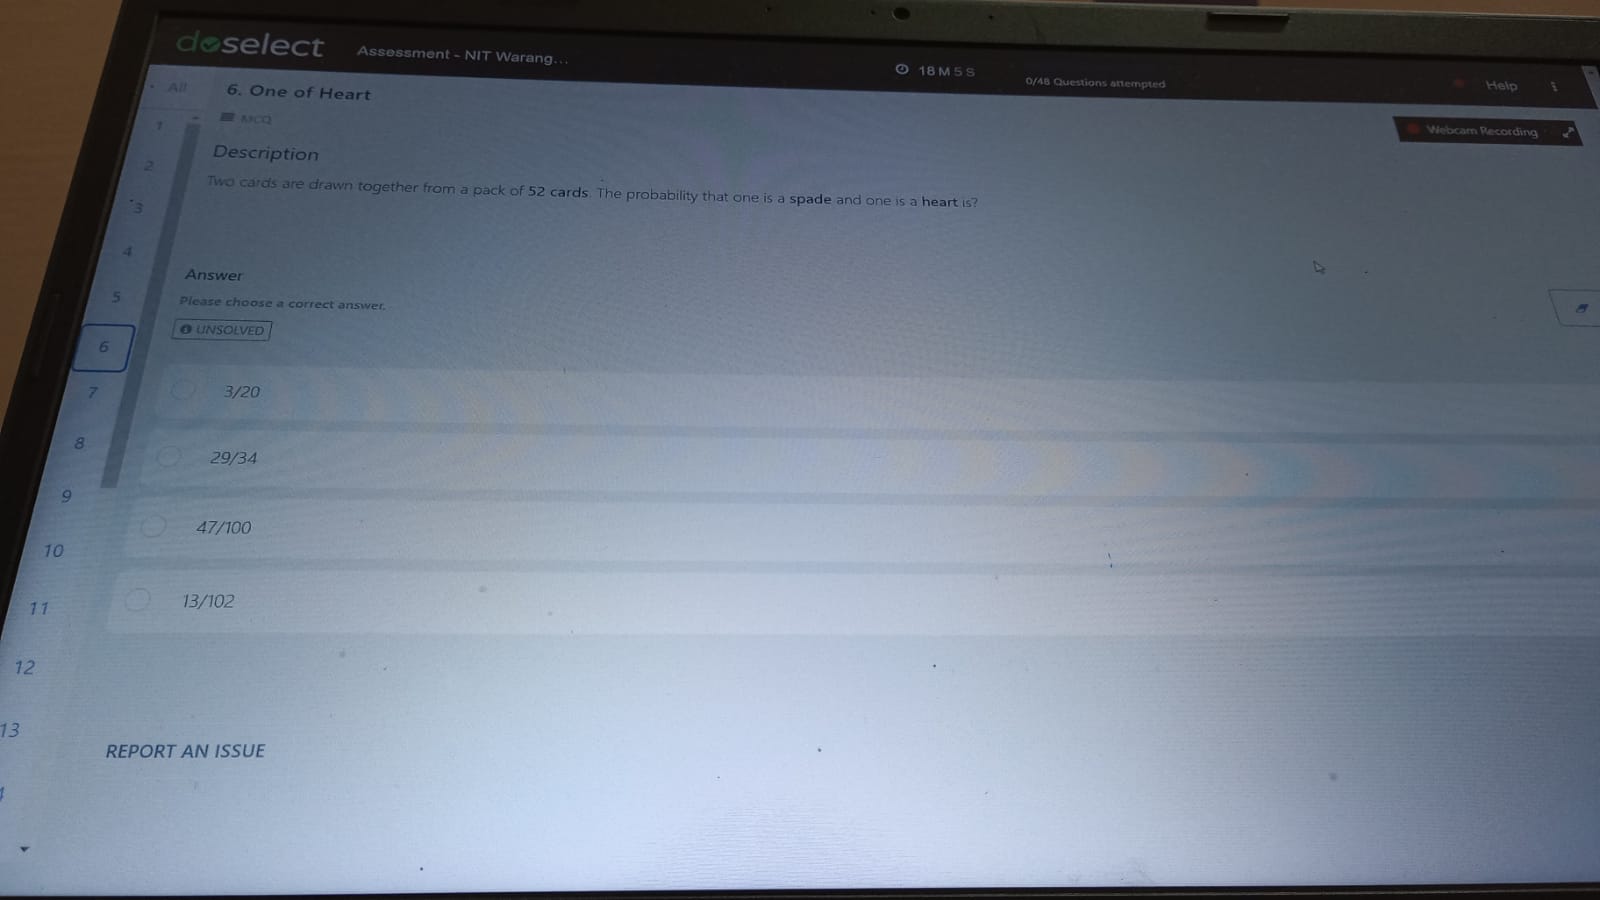 doselect
Assessment - NIT Warang...
18 M 5 S
0/48 Questions attempted
Help
All
6. One of Heart
MCQ
Webcam Recording
Description
Two cards are drawn together from a pack of 52 cards. The probability that one is a spade and one is a heart is?
Answer
Please choose a correct answer.
UNSOLVED
3/20
29/34
47/100
13/102
REPORT AN ISSUE
1
2
3
4
5
6
7
8
9
10
11
12
13